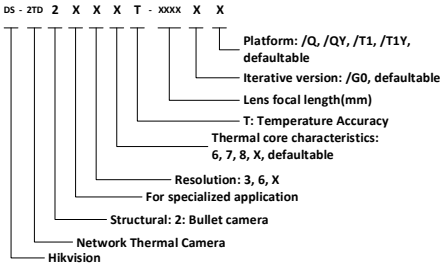 DS - 2TD 2 X X X T - XXXX X X
Platform: /Q, /QY, /T1, /T1Y,
defaultable
Iterative version: /G0, defaultable
Lens focal length(mm)
T: Temperature Accuracy
Thermal core characteristics:
6, 7, 8, X, defaultable
Resolution: 3, 6, X
For specialized application
Structural: 2: Bullet camera
Network Thermal Camera
Hikvision